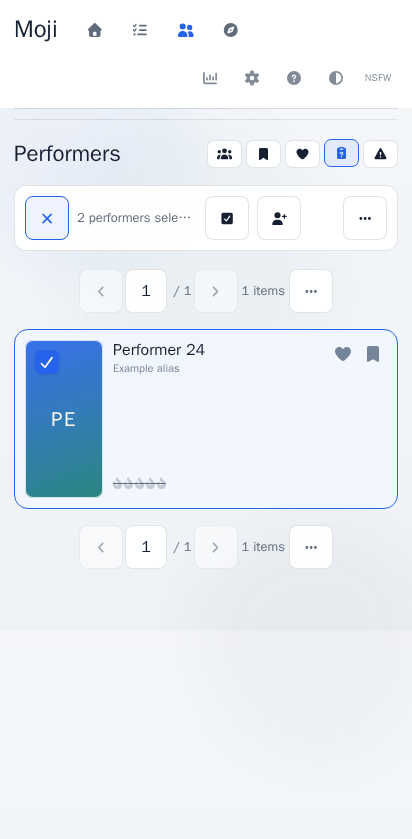 Moji
NSFW
Performers
2 performers sele···
1 / 1 1 items
Performer 24
Example alias
PE
1 / 1 1 items